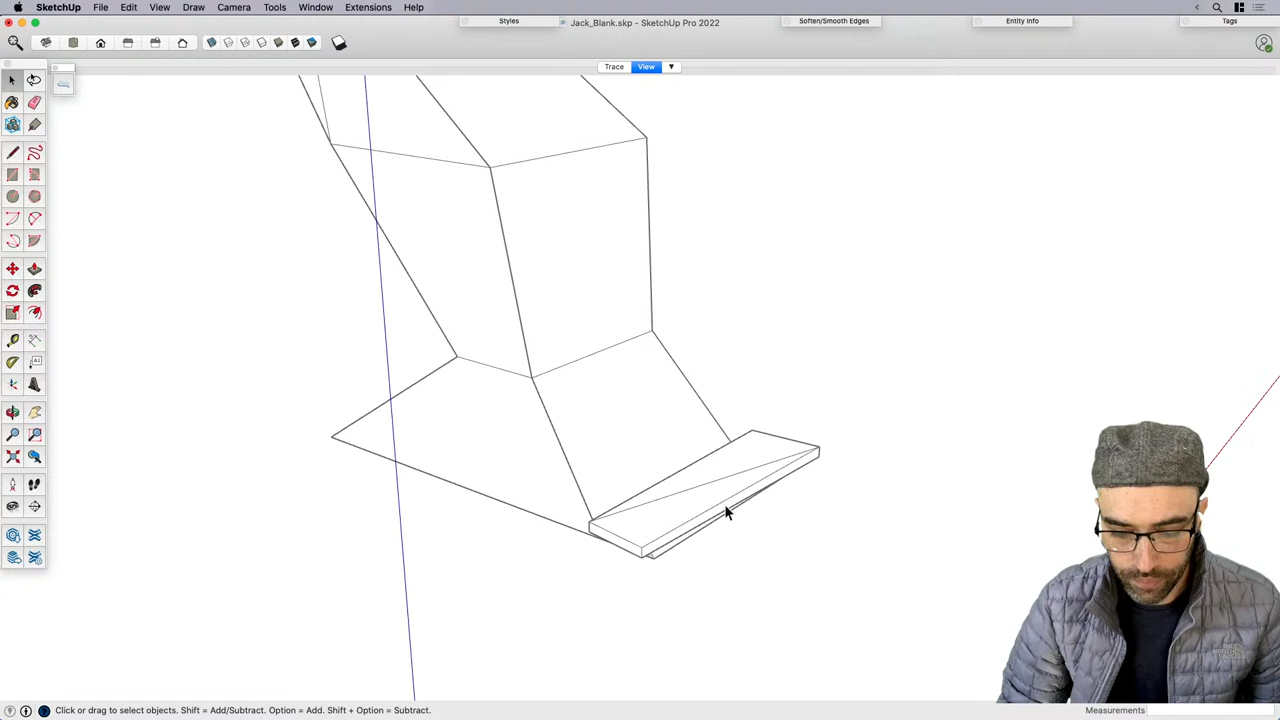 SketchUp File Edit View Draw Camera Tools Window Extensions Help
Styles
Jack_Blank.skp - SketchUp Pro 2022
Soften/Smooth Edges
Entity Info
Tags
Trace View
Click or drag to select objects. Shift = Add/Subtract. Option = Add. Shift + Option = Subtract.
Measurements